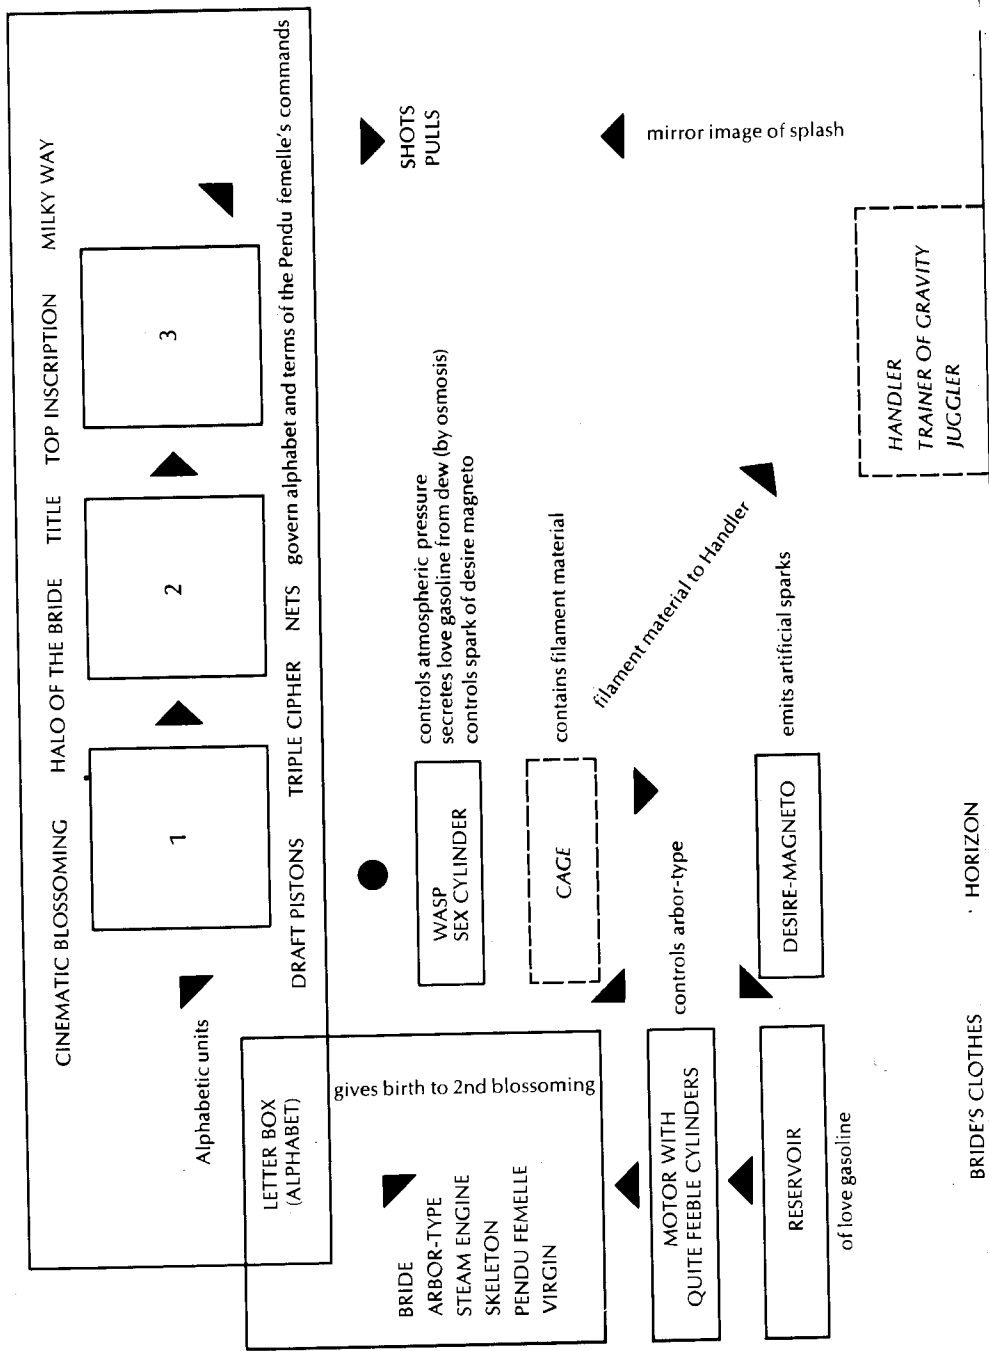 CINEMATIC BLOSSOMING HALO OF THE BRIDE TITLE TOP INSCRIPTION MILKY WAY
Alphabetic units
1
2
3
DRAFT PISTONS TRIPLE CIPHER NETS govern alphabet and terms of the Pendu femelle's commands
LETTER BOX
(ALPHABET)
gives birth to 2nd blossoming
BRIDE
ARBOR-TYPE
STEAM ENGINE
SKELETON
PENDU FEMELLE
VIRGIN
WASP
SEX CYLINDER
controls atmospheric pressure
secretes love gasoline from dew (by osmosis)
controls spark of desire magneto
SHOTS
PULLS
CAGE
contains filament material
filament material to Handler
mirror image of splash
MOTOR WITH
QUITE FEEBLE CYLINDERS
controls arbor-type
RESERVOIR
of love gasoline
DESIRE-MAGNETO
emits artificial sparks
HANDLER
TRAINER OF GRAVITY
JUGGLER
BRIDE'S CLOTHES HORIZON